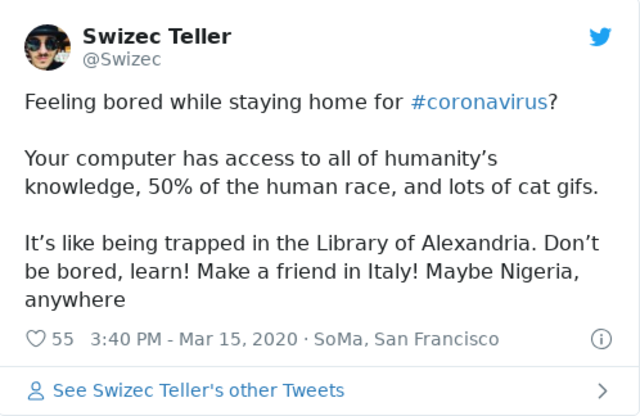 Swizec Teller
@Swizec
Feeling bored while staying home for #coronavirus?
Your computer has access to all of humanity’s
knowledge, 50% of the human race, and lots of cat gifs.
It’s like being trapped in the Library of Alexandria. Don’t
be bored, learn! Make a friend in Italy! Maybe Nigeria,
anywhere
55 3:40 PM - Mar 15, 2020 · SoMa, San Francisco
See Swizec Teller's other Tweets